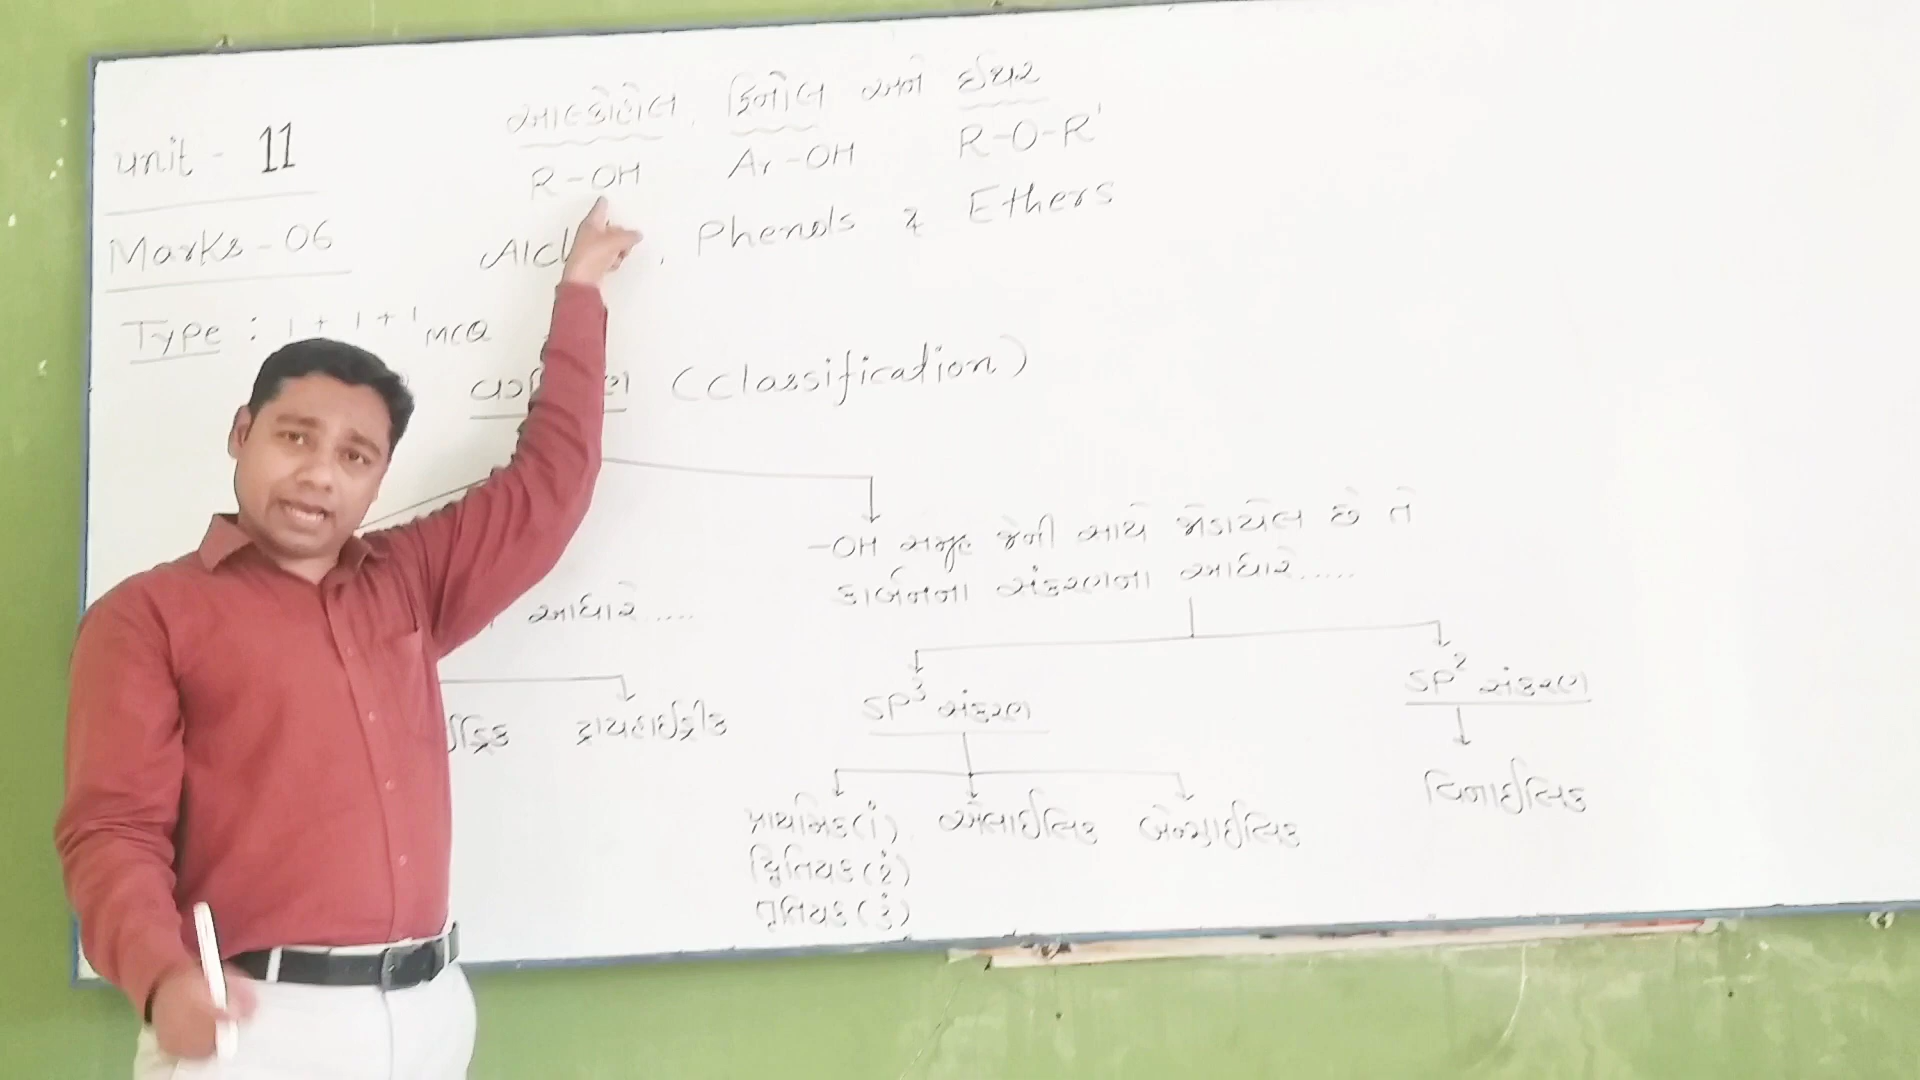 unit - 11
Marks - 06
Type : 1 + 1 + 1 MCQ
આલ્કોહોલ, ફિનોલ અને ઈથર
R-OH Ar-OH R-O-R'
Phenols & Ethers
(Classification)
-OH સમૂહ જેની સાથે જોડાયેલ છે તે
કાર્બનના સંકરણના આધારે.....
આધારે.....
ટ્રાયહાઈડ્રીક
SP³ સંકરણ
SP² સંકરણ
પ્રાથમિક(1°) એલાઈલિક બેન્ઝાઈલિક
દ્વિતિયક(2°)
તૃતિયક(3°)
વિનાઈલિક